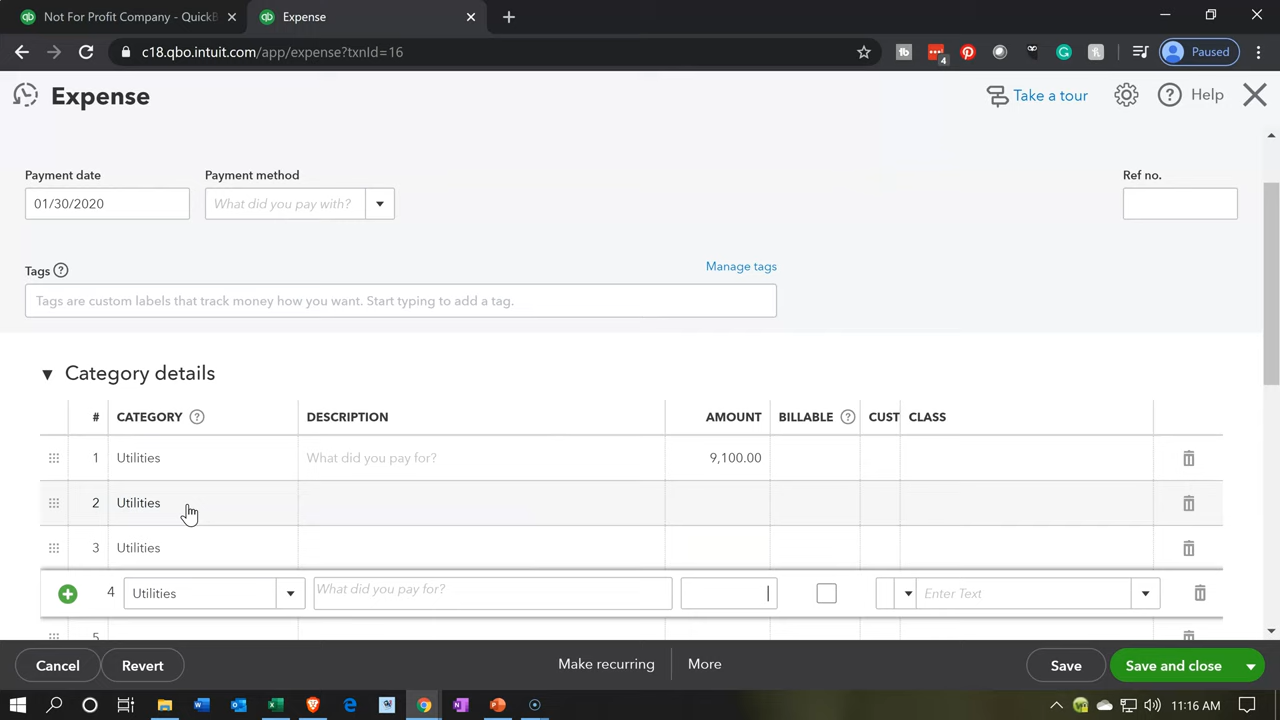 Not For Profit Company - QuickB
Expense
c18.qbo.intuit.com/app/expense?txnId=16
4
Paused
Expense
Take a tour
Help
Payment date
Payment method
Ref no.
01/30/2020
What did you pay with?
Tags
Manage tags
Tags are custom labels that track money how you want. Start typing to add a tag.
Category details
# CATEGORY DESCRIPTION AMOUNT BILLABLE CUST CLASS
1 Utilities What did you pay for? 9,100.00
2 Utilities
3 Utilities
4 Utilities What did you pay for? Enter Text
5
Cancel
Revert
Make recurring
More
Save
Save and close
11:16 AM